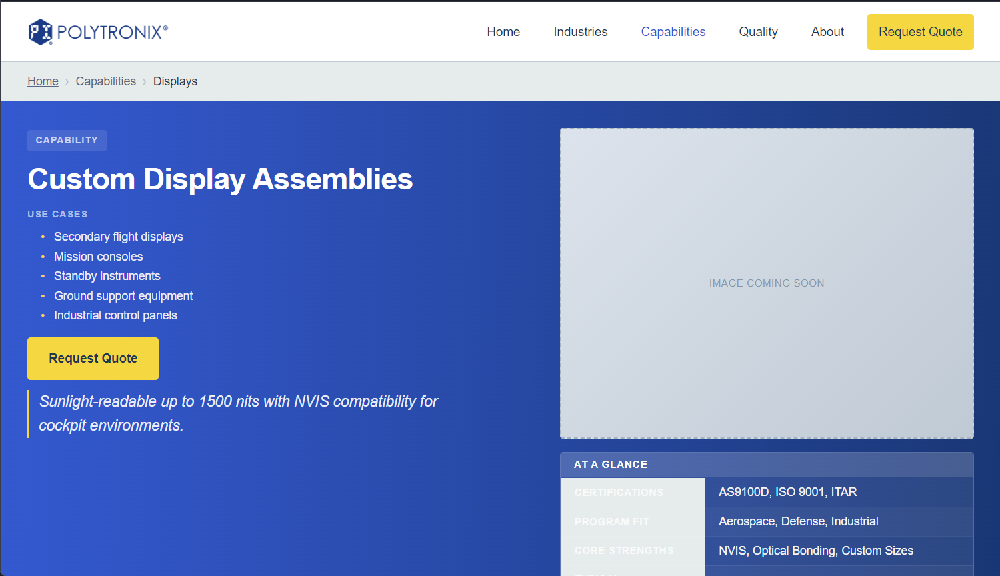 PI POLYTRONIX®
Home
Industries
Capabilities
Quality
About
Request Quote
Home › Capabilities › Displays
CAPABILITY
Custom Display Assemblies
USE CASES
• Secondary flight displays
• Mission consoles
• Standby instruments
• Ground support equipment
• Industrial control panels
Request Quote
Sunlight-readable up to 1500 nits with NVIS compatibility for
cockpit environments.
IMAGE COMING SOON
AT A GLANCE
CERTIFICATIONS AS9100D, ISO 9001, ITAR
PROGRAM FIT Aerospace, Defense, Industrial
CORE STRENGTHS NVIS, Optical Bonding, Custom Sizes